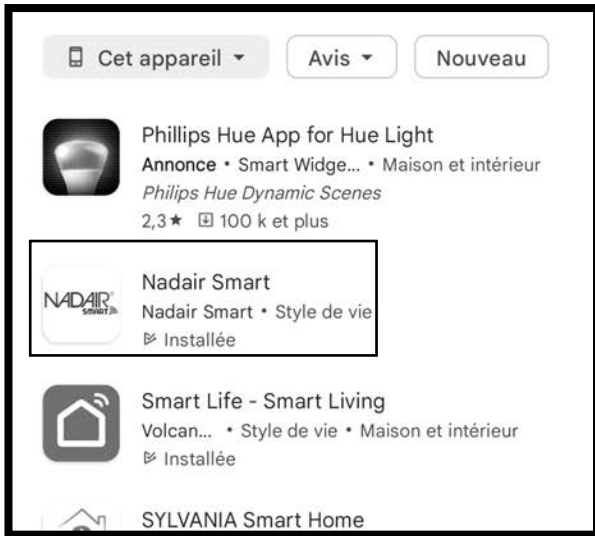 Cet appareil
Avis
Nouveau
Phillips Hue App for Hue Light
Annonce • Smart Widge... • Maison et intérieur
Philips Hue Dynamic Scenes
2,3★ 100 k et plus
NADAIR®
SMART
Nadair Smart
Nadair Smart • Style de vie
Installée
Smart Life - Smart Living
Volcan... • Style de vie • Maison et intérieur
Installée
SYLVANIA Smart Home